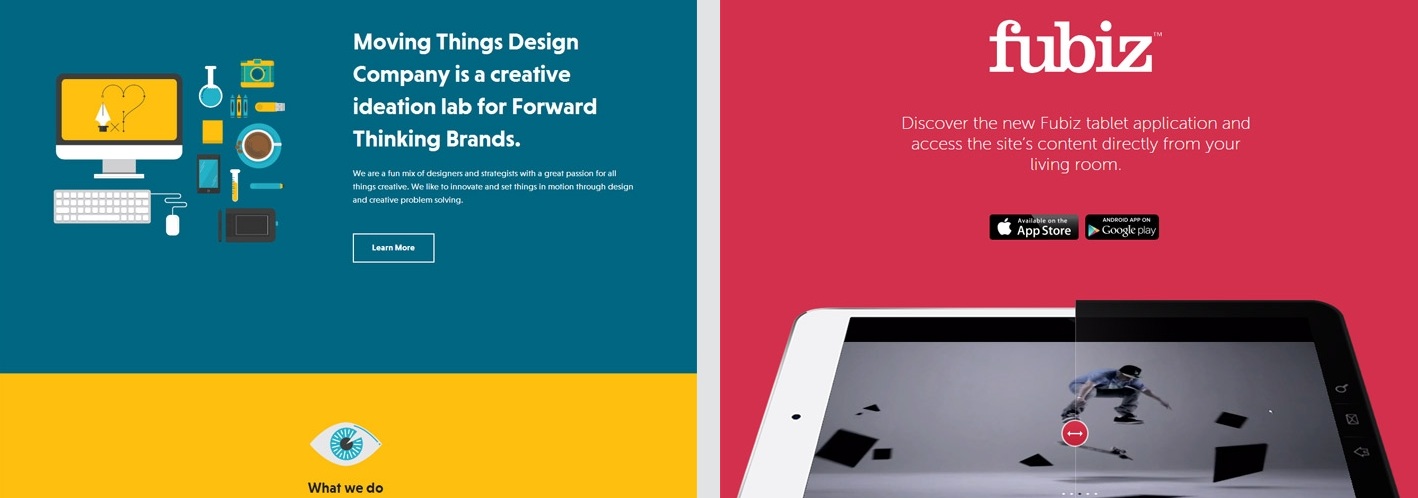 Moving Things Design
Company is a creative
ideation lab for Forward
Thinking Brands.
We are a fun mix of designers and strategists with a great passion for all
things creative. We like to innovate and set things in motion through design
and creative problem solving.
Learn More
What we do
fubiz™
Discover the new Fubiz tablet application and
access the site's content directly from your
living room.
Available on the
App Store
ANDROID APP ON
Google play